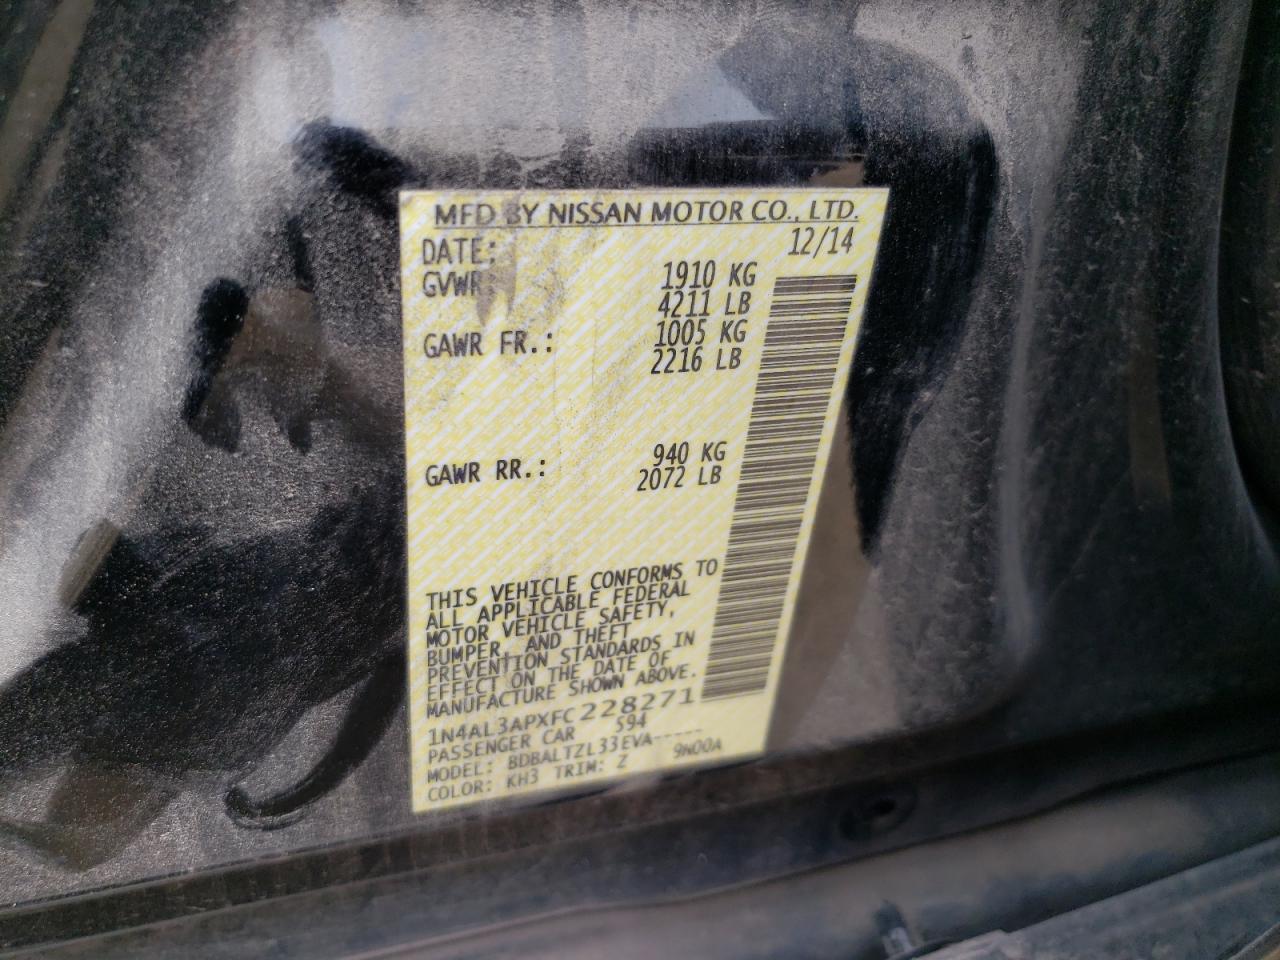 MFD BY NISSAN MOTOR CO., LTD.
DATE: 12/14
GVWR: 1910 KG
4211 LB
GAWR FR.: 1005 KG
2216 LB
GAWR RR.: 940 KG
2072 LB
THIS VEHICLE CONFORMS TO
ALL APPLICABLE FEDERAL
MOTOR VEHICLE SAFETY,
BUMPER, AND THEFT
PREVENTION STANDARDS IN
EFFECT ON THE DATE OF
MANUFACTURE SHOWN ABOVE.
1N4AL3APXFC228271
PASSENGER CAR 594
MODEL: BDBALTZL33EVA-----
COLOR: KH3 TRIM: Z 9N00A